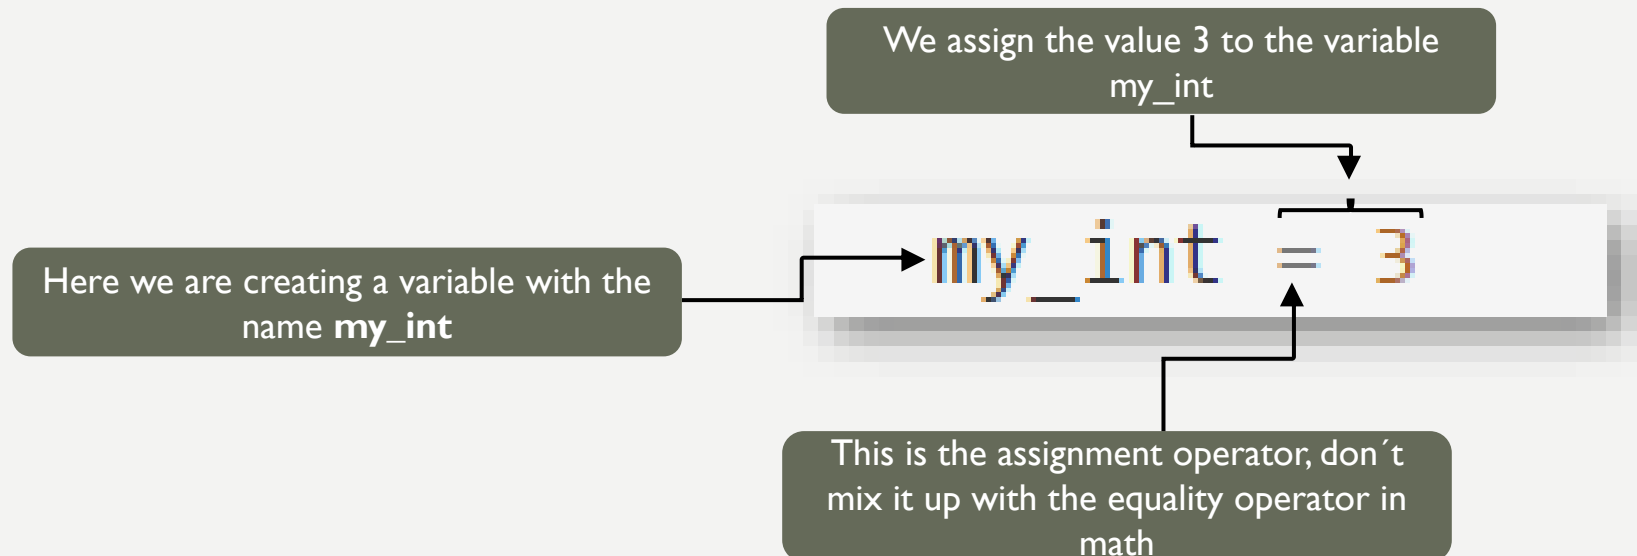 We assign the value 3 to the variable
my_int
my_int = 3
Here we are creating a variable with the
name my_int
This is the assignment operator, don´t
mix it up with the equality operator in
math